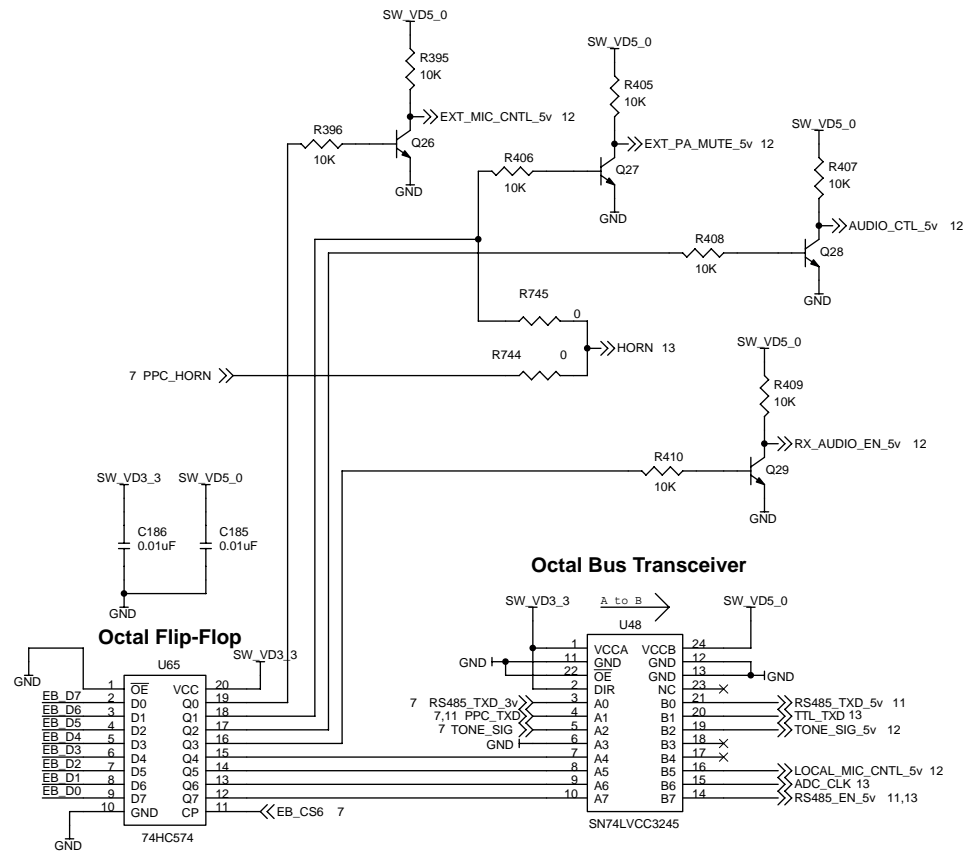 SW_VD5_0
R395
10K
EXT_MIC_CNTL_5v 12
R396
10K
Q26
GND
SW_VD5_0
R405
10K
EXT_PA_MUTE_5v 12
R406
10K
Q27
GND
SW_VD5_0
R407
10K
AUDIO_CTL_5v 12
R408
10K
Q28
GND
R745
0
HORN 13
R744
0
7 PPC_HORN
SW_VD5_0
R409
10K
RX_AUDIO_EN_5v 12
R410
10K
Q29
GND
SW_VD3_3
SW_VD5_0
C186
0.01uF
C185
0.01uF
GND
Octal Flip-Flop
U65
SW_VD3_3
GND
1 OE VCC 20
EB_D7 2 D0 Q0 19
EB_D6 3 D1 Q1 18
EB_D5 4 D2 Q2 17
EB_D4 5 D3 Q3 16
EB_D3 6 D4 Q4 15
EB_D2 7 D5 Q5 14
EB_D1 8 D6 Q6 13
EB_D0 9 D7 Q7 12
10 GND CP 11 EB_CS6 7
GND
74HC574
Octal Bus Transceiver
SW_VD3_3
A to B
SW_VD5_0
U48
1 VCCA VCCB 24
GND 11 GND GND 12
22 OE GND 13 GND
2 DIR NC 23
7 RS485_TXD_3v 3 A0 B0 21 RS485_TXD_5v 11
7,11 PPC_TXD 4 A1 B1 20 TTL_TXD 13
7 TONE_SIG 5 A2 B2 19 TONE_SIG_5v 12
GND 6 A3 B3 18
7 A4 B4 17
8 A5 B5 16 LOCAL_MIC_CNTL_5v 12
9 A6 B6 15 ADC_CLK 13
10 A7 B7 14 RS485_EN_5v 11,13
SN74LVCC3245